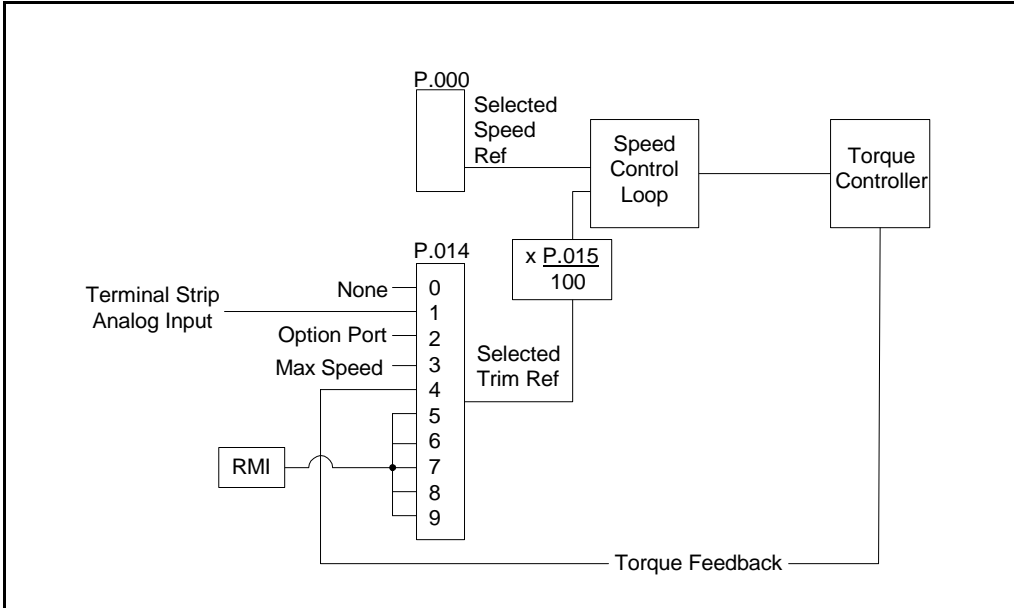 P.000
Selected
Speed
Ref
Speed
Control
Loop
Torque
Controller
P.014
x P.015
100
Terminal Strip
Analog Input
None
Option Port
Max Speed
0
1
2
3
4
5
6
7
8
9
Selected
Trim Ref
RMI
Torque Feedback